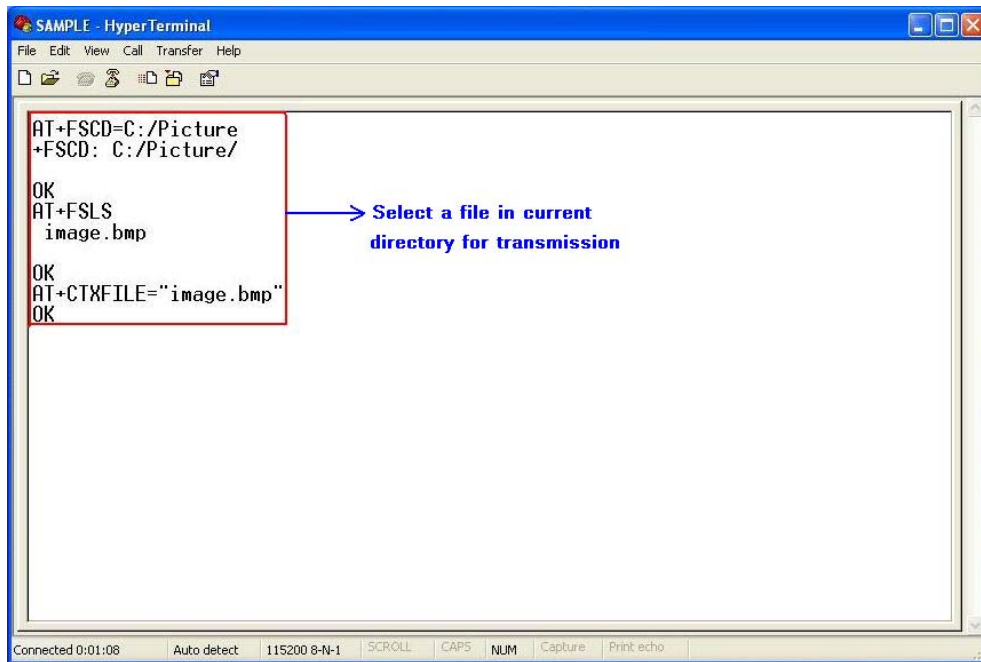 SAMPLE - HyperTerminal
File Edit View Call Transfer Help
AT+FSCD=C:/Picture
+FSCD: C:/Picture/
OK
AT+FSLS
image.bmp
OK
AT+CTXFILE="image.bmp"
OK
Select a file in current
directory for transmission
Connected 0:01:08 Auto detect 115200 8-N-1 SCROLL CAPS NUM Capture Print echo